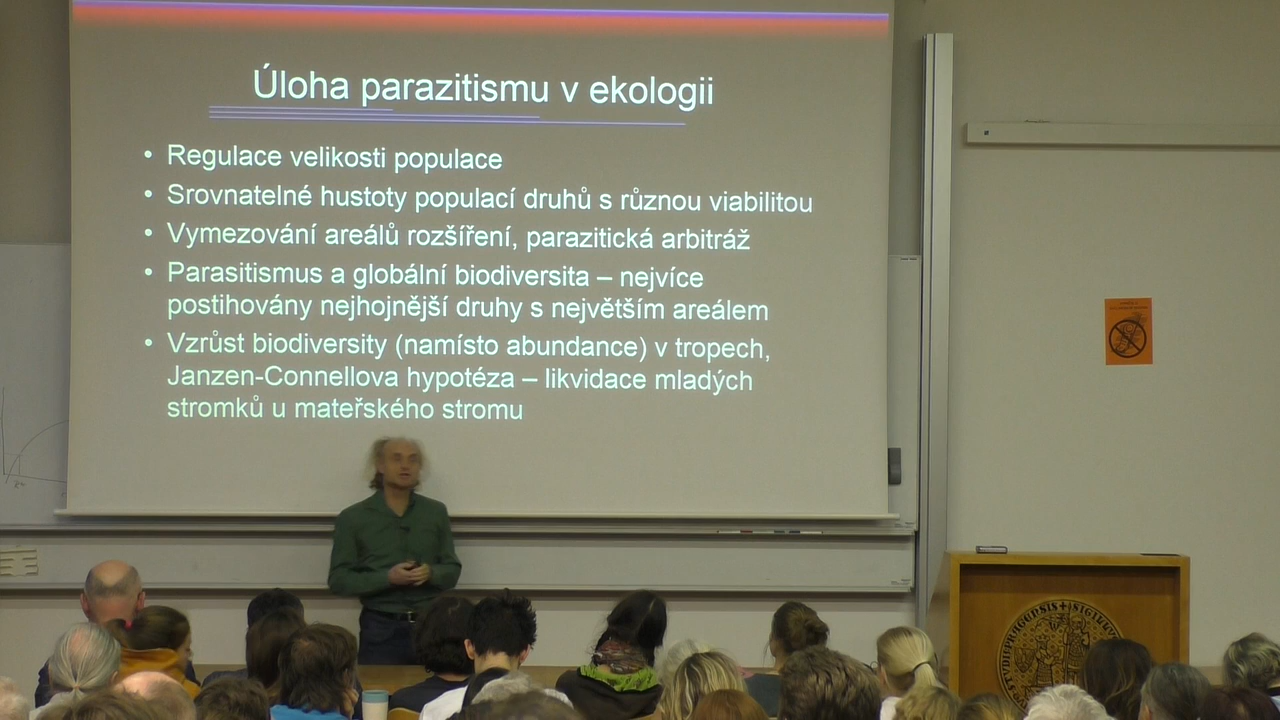 Úloha parazitismu v ekologii
• Regulace velikosti populace
• Srovnatelné hustoty populací druhů s různou viabilitou
• Vymezování areálů rozšíření, parazitická arbitráž
• Parasitismus a globální biodiversita – nejvíce
postihovány nejhojnější druhy s největším areálem
• Vzrůst biodiversity (namísto abundance) v tropech,
Janzen-Connellova hypotéza – likvidace mladých
stromků u mateřského stromu